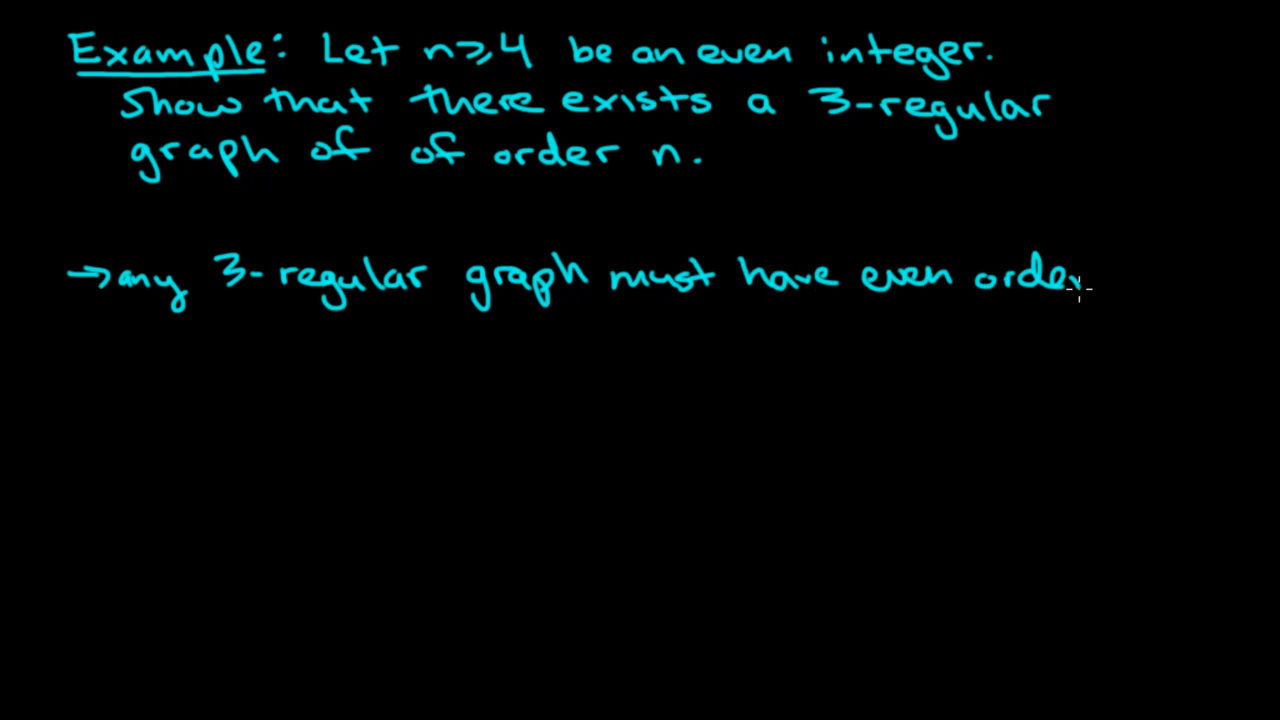 Example: Let n⩾4 be an even integer.
Show that there exists a 3-regular
graph of of order n.
→any 3-regular graph must have even order